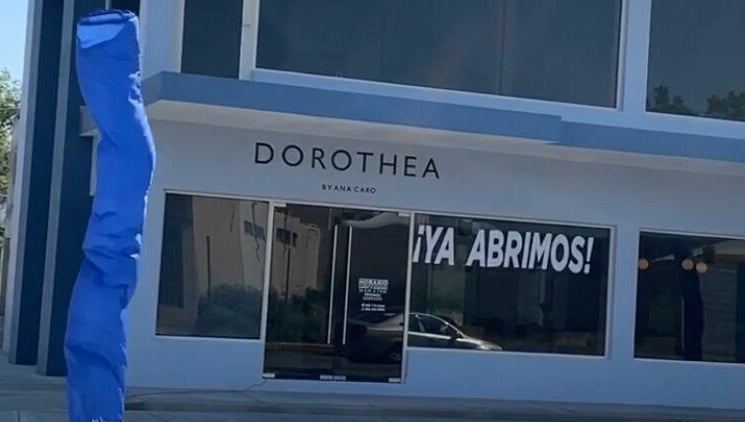 DOROTHEA
BY ANA CARO
¡YA ABRIMOS!
HORARIO